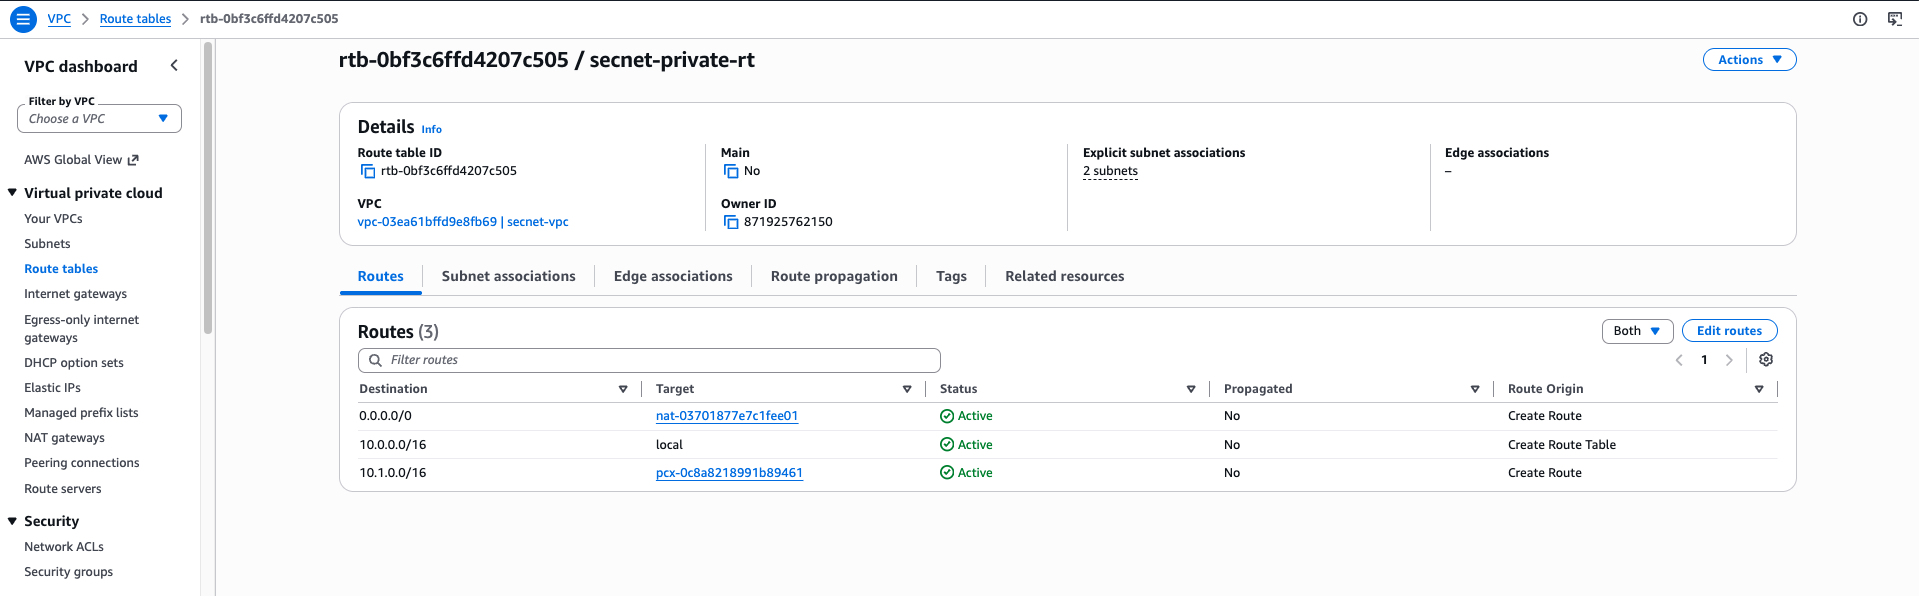 VPC > Route tables > rtb-0bf3c6ffd4207c505
VPC dashboard
Filter by VPC
Choose a VPC
AWS Global View
Virtual private cloud
Your VPCs
Subnets
Route tables
Internet gateways
Egress-only internet
gateways
DHCP option sets
Elastic IPs
Managed prefix lists
NAT gateways
Peering connections
Route servers
Security
Network ACLs
Security groups
rtb-0bf3c6ffd4207c505 / secnet-private-rt
Actions
Details Info
Route table ID
rtb-0bf3c6ffd4207c505
Main
No
Explicit subnet associations
2 subnets
Edge associations
–
VPC
vpc-03ea61bffd9e8fb69 | secnet-vpc
Owner ID
871925762150
Routes Subnet associations Edge associations Route propagation Tags Related resources
Routes (3)
Both Edit routes
Filter routes
1
Destination Target Status Propagated Route Origin
0.0.0.0/0 nat-03701877e7c1fee01 Active No Create Route
10.0.0.0/16 local Active No Create Route Table
10.1.0.0/16 pcx-0c8a8218991b89461 Active No Create Route